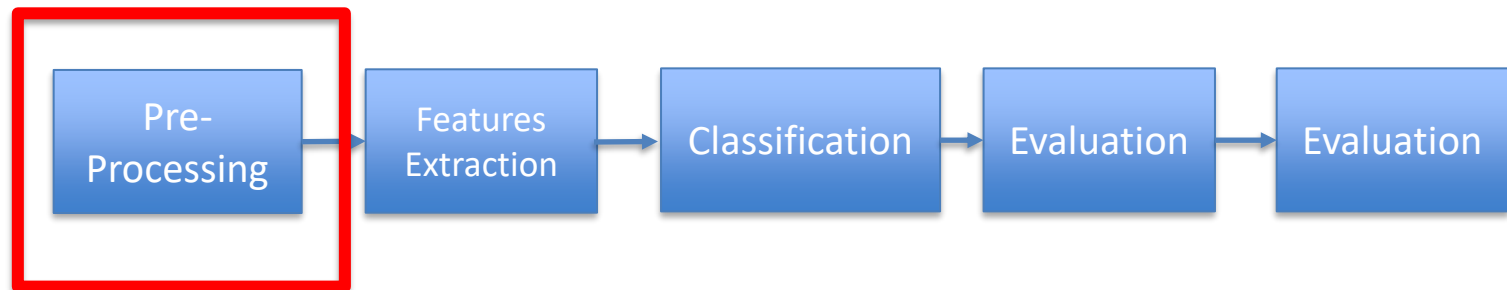 Pre-
Processing
Features
Extraction
Classification
Evaluation
Evaluation